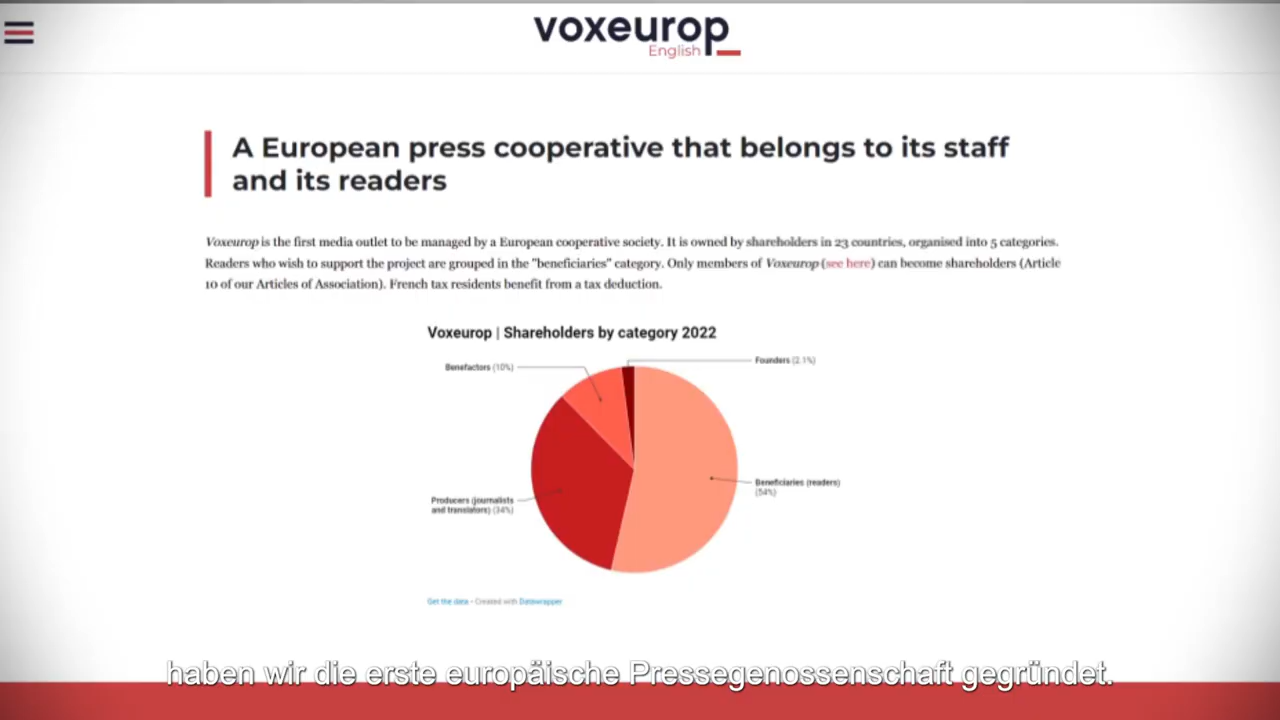 voxeurop
English
A European press cooperative that belongs to its staff
and its readers
Voxeurop is the first media outlet to be managed by a European cooperative society. It is owned by shareholders in 23 countries, organised into 5 categories.
Readers who wish to support the project are grouped in the "beneficiaries" category. Only members of Voxeurop (see here) can become shareholders (Article
10 of our Articles of Association). French tax residents benefit from a tax deduction.
Voxeurop | Shareholders by category 2022
Founders (2.1%)
Benefactors (10%)
Beneficiaries (readers)
(54%)
Producers (journalists
and translators) (34%)
Get the data • Created with Datawrapper
haben wir die erste europäische Pressegenossenschaft gegründet.